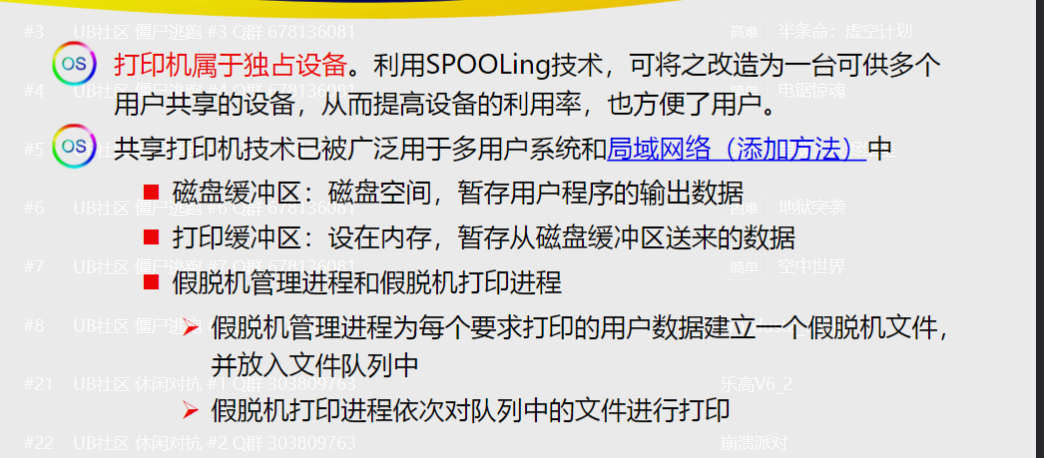 #3 UB社区 僵尸逃跑 #3 Q群 678136081 高难 半条命：虚空计划
OS 打印机属于独占设备。利用SPOOLing技术，可将之改造为一台可供多个
#4 UB社区 僵尸逃跑 #4 Q群 678136081 简单 电锯惊魂
用户共享的设备，从而提高设备的利用率，也方便了用户。
OS 共享打印机技术已被广泛用于多用户系统和局域网络（添加方法）中
#5
■ 磁盘缓冲区：磁盘空间，暂存用户程序的输出数据
#6 UB社区 僵尸逃跑 #6 Q群 678136081 困难 地狱突袭
■ 打印缓冲区：设在内存，暂存从磁盘缓冲区送来的数据
#7 UB社区 僵尸逃跑 #7 Q群 678136081 简单 空中世界
■ 假脱机管理进程和假脱机打印进程
➢ 假脱机管理进程为每个要求打印的用户数据建立一个假脱机文件，
#8 UB社区 僵尸逃跑
并放入文件队列中
#21 UB社区 休闲对抗 #1 Q群 303809763 乐高V6_2
➢ 假脱机打印进程依次对队列中的文件进行打印
#22 UB社区 休闲对抗 #2 Q群 303809763 崩溃派对